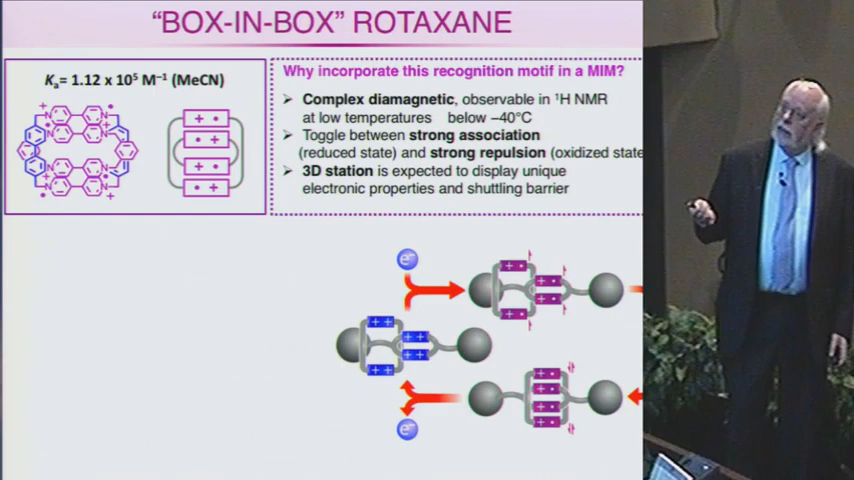 “BOX-IN-BOX” ROTAXANE
Kₐ= 1.12 x 10⁵ M⁻¹ (MeCN)
Why incorporate this recognition motif in a MIM?
➢ Complex diamagnetic, observable in ¹H NMR
at low temperatures below −40°C
➢ Toggle between strong association
(reduced state) and strong repulsion (oxidized state
➢ 3D station is expected to display unique
electronic properties and shuttling barrier
e⁻
e⁻